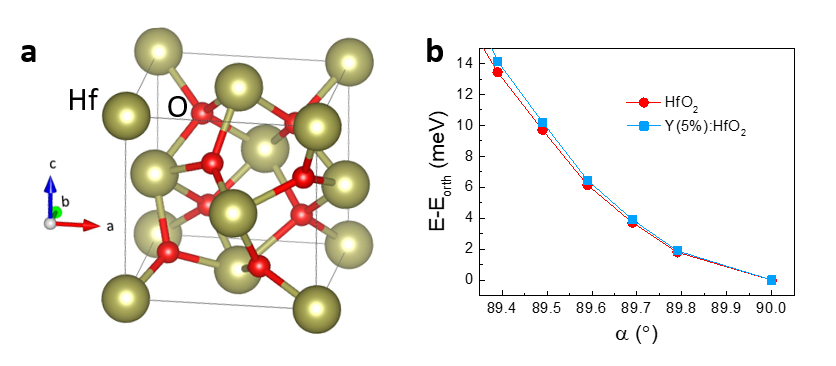 a
Hf
O
c
b
a
b
E-E_orth (meV)
14
12
10
8
6
4
2
0
HfO₂
Y(5%):HfO₂
89.4 89.5 89.6 89.7 89.8 89.9 90.0
α (°)